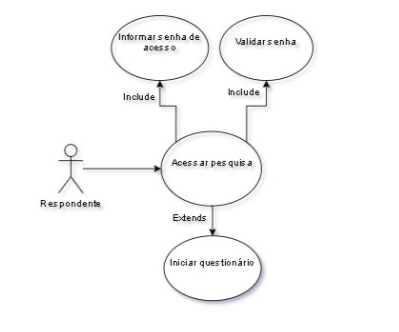 Informar senha de
acesso
Validar senha
Include
Include
Acessar pesquisa
Respondente
Extends
Iniciar questionário